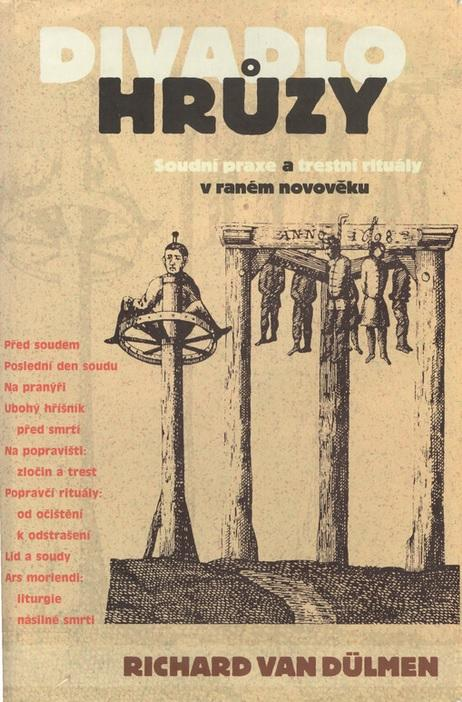 DIVADLO
HRŮZY
Soudní praxe a trestní rituály
v raném novověku
ANNO 1698
Před soudem
Poslední den soudu
Na pranýři
Ubohý hříšník
před smrtí
Na popravišti:
zločin a trest
Popravčí rituály:
od očištění
k odstrašení
Lid a soudy
Ars moriendi:
liturgie
násilné smrti
RICHARD VAN DÜLMEN